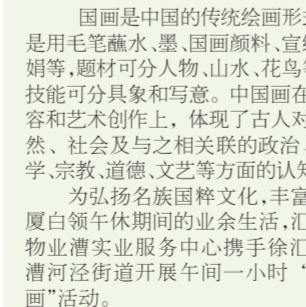 国画是中国的传统绘画形
是用毛笔蘸水、墨、国画颜料、宣
娟等，题材可分人物、山水、花鸟
技能可分具象和写意。中国画在
容和艺术创作上，体现了古人对
然、社会及与之相关联的政治
学、宗教、道德、文艺等方面的认知
为弘扬名族国粹文化，丰富
厦白领午休期间的业余生活，汇
物业漕实业服务中心携手徐汇
漕河泾街道开展午间一小时“
画”活动。